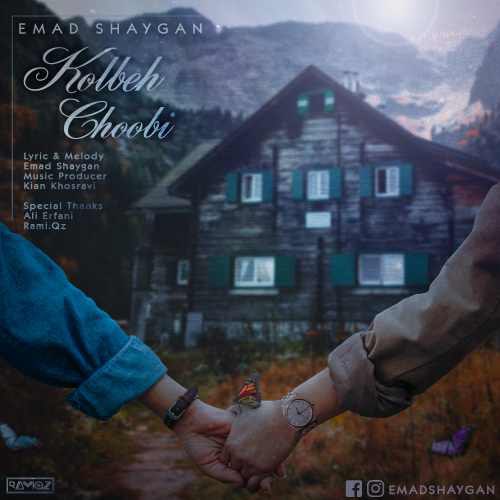 EMAD SHAYGAN
Kolbeh
Choobi
Lyric & Melody
Emad Shaygan
Music Producer
Kian Khosravi
Special Thanks
Ali Erfani
Rami.Qz
RAMIQZ
EMADSHAYGAN